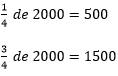 1/4 de 2000 = 500
3/4 de 2000 = 1500